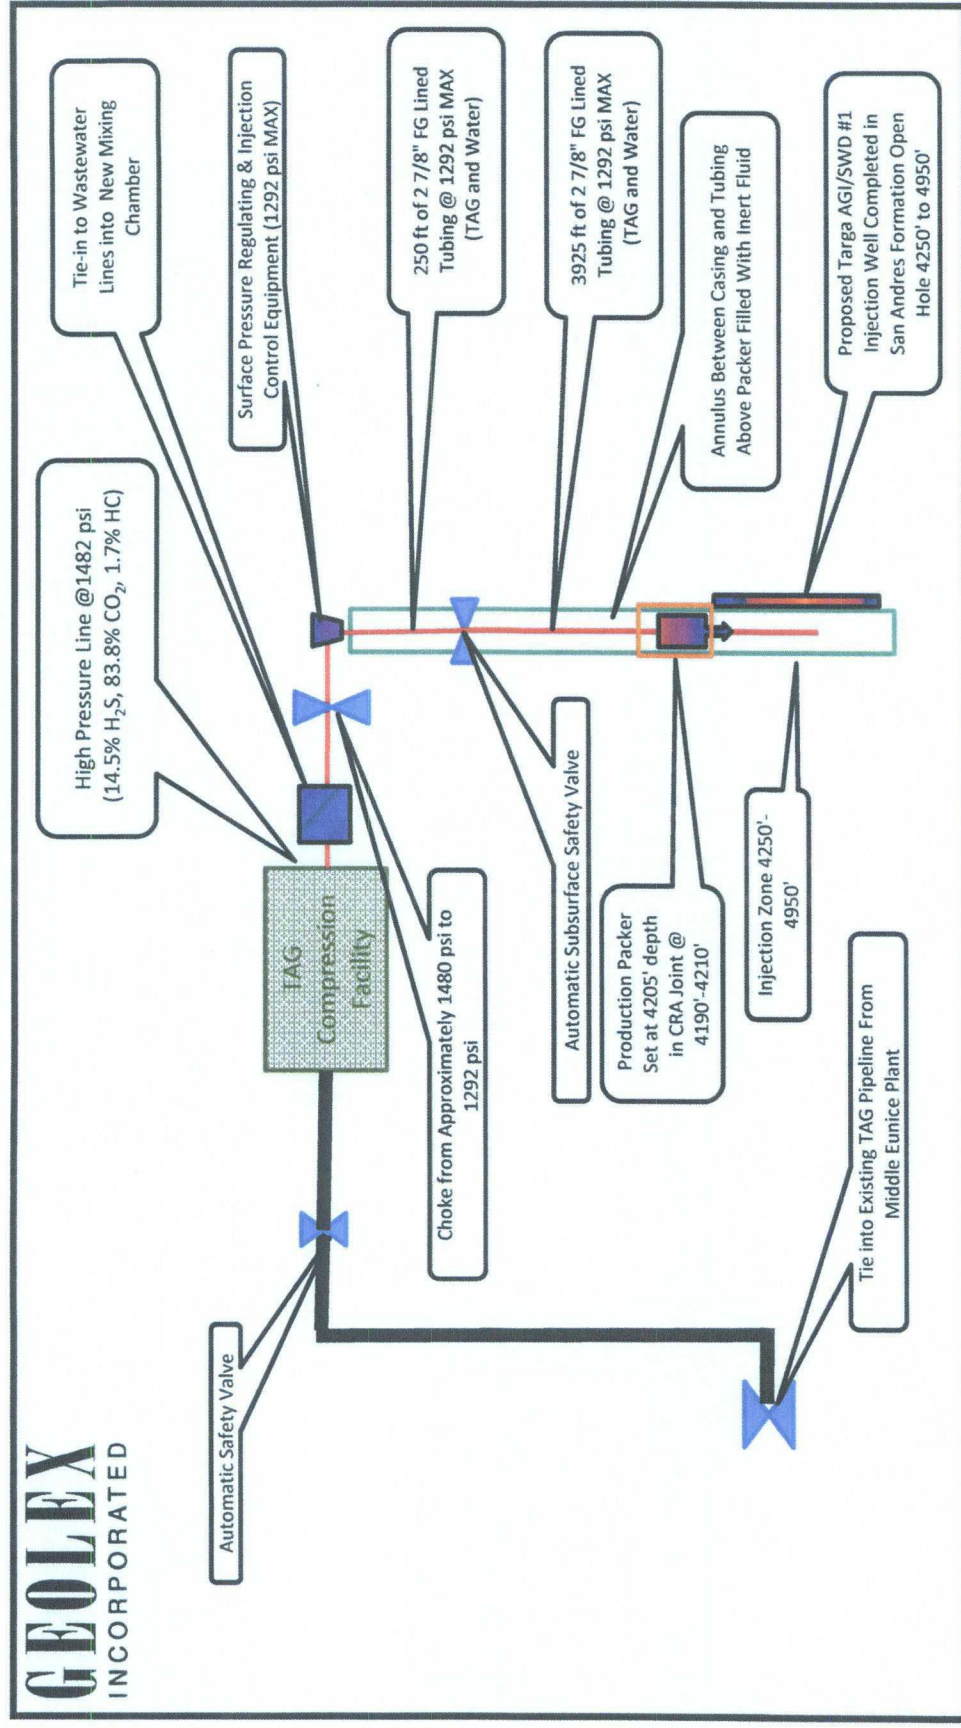 GEOLEX
INCORPORATED
High Pressure Line @1482 psi
(14.5% H₂S, 83.8% CO₂, 1.7% HC)
Tie-in to Wastewater
Lines into New Mixing
Chamber
Automatic Safety Valve
TAG
Compression
Facility
Surface Pressure Regulating & Injection
Control Equipment (1292 psi MAX)
Choke from Approximately 1480 psi to
1292 psi
250 ft of 2 7/8" FG Lined
Tubing @ 1292 psi MAX
(TAG and Water)
Automatic Subsurface Safety Valve
3925 ft of 2 7/8" FG Lined
Tubing @ 1292 psi MAX
(TAG and Water)
Production Packer
Set at 4205' depth
in CRA Joint @
4190'-4210'
Annulus Between Casing and Tubing
Above Packer Filled With Inert Fluid
Injection Zone 4250'-
4950'
Tie into Existing TAG Pipeline From
Middle Eunice Plant
Proposed Targa AGI/SWD #1
Injection Well Completed in
San Andres Formation Open
Hole 4250' to 4950'